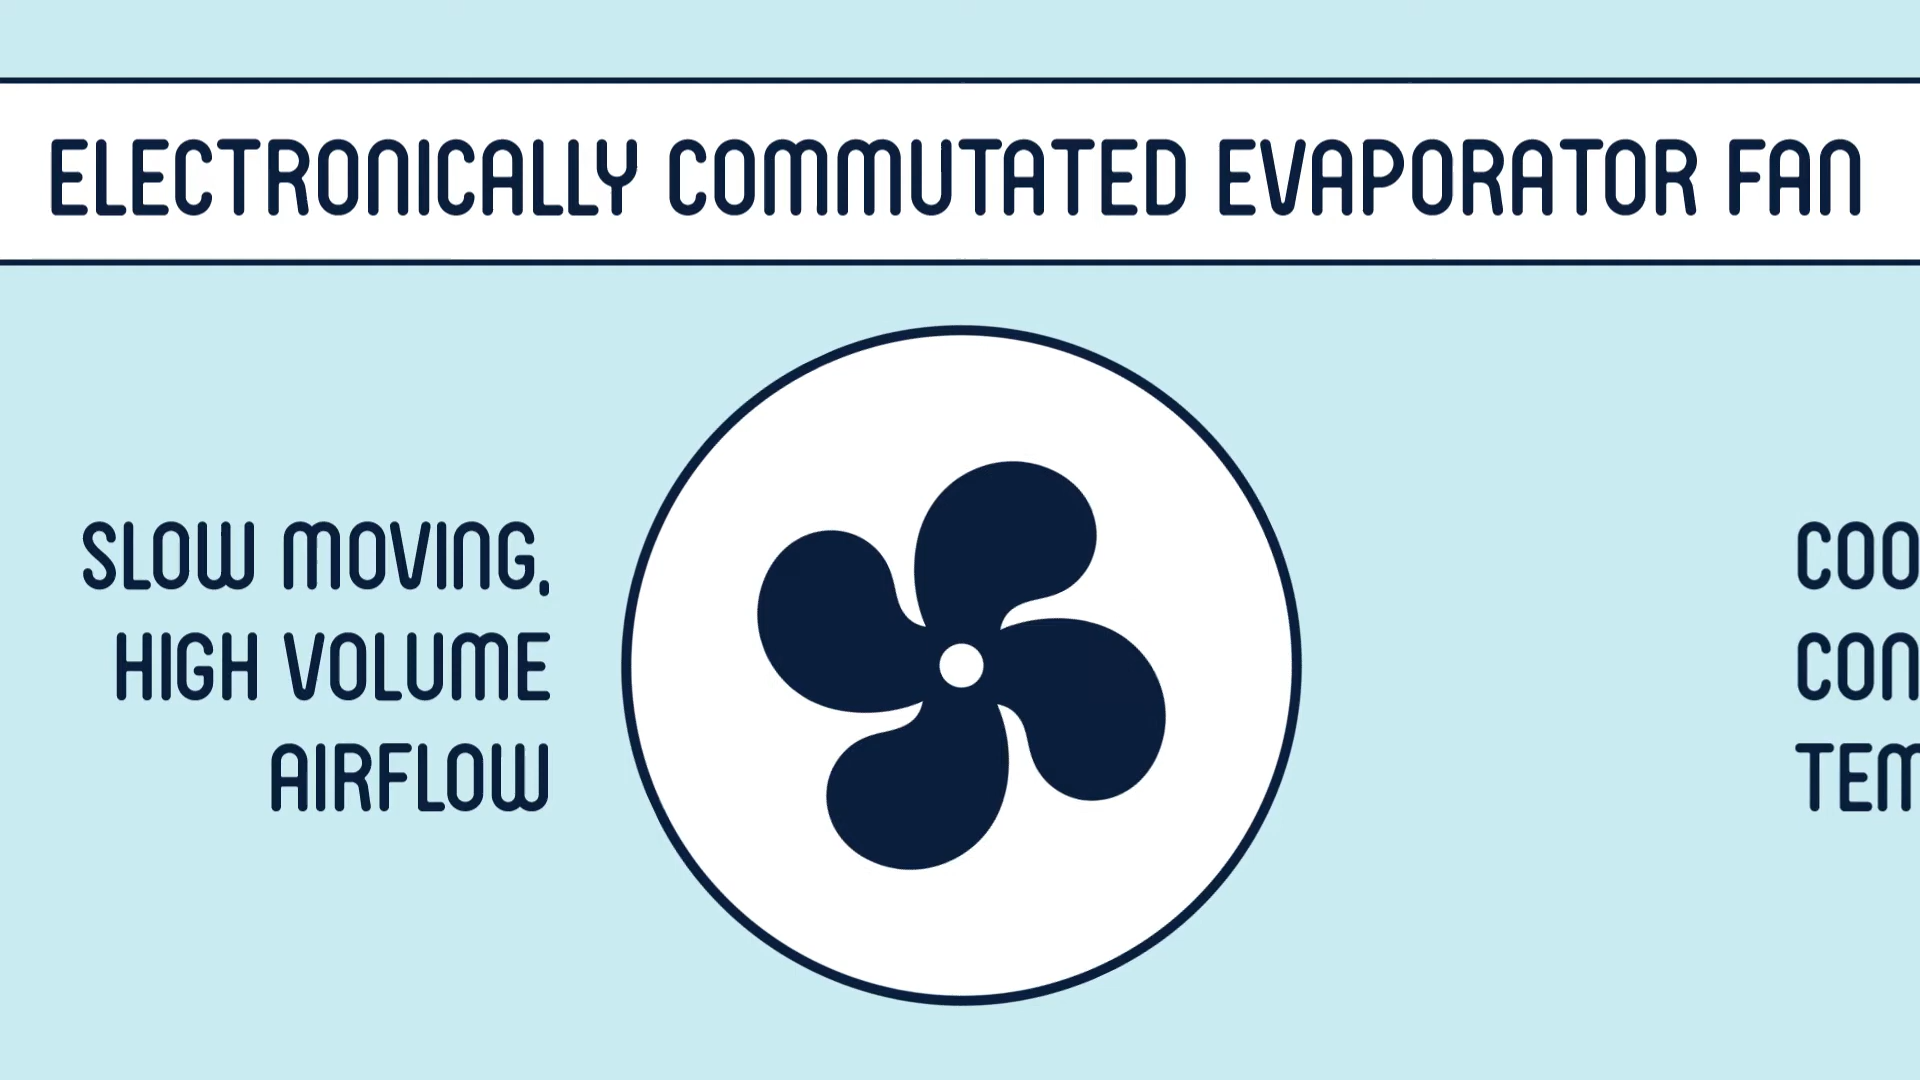 ELECTRONICALLY COMMUTATED EVAPORATOR FAN
SLOW MOVING,
HIGH VOLUME
AIRFLOW